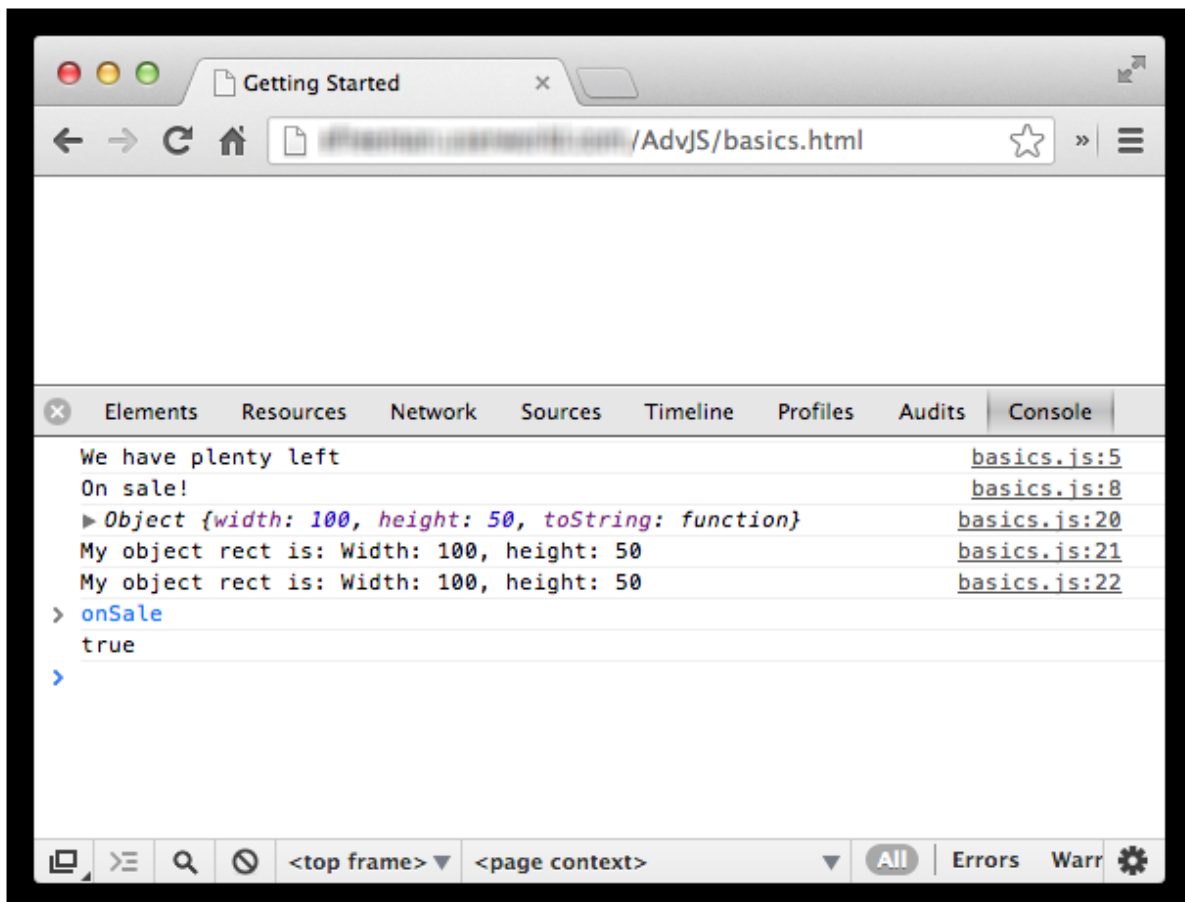 Getting Started
/AdvJS/basics.html
Elements Resources Network Sources Timeline Profiles Audits Console
We have plenty left basics.js:5
On sale! basics.js:8
Object {width: 100, height: 50, toString: function} basics.js:20
My object rect is: Width: 100, height: 50 basics.js:21
My object rect is: Width: 100, height: 50 basics.js:22
> onSale
true
>
<top frame> <page context> All Errors Warr